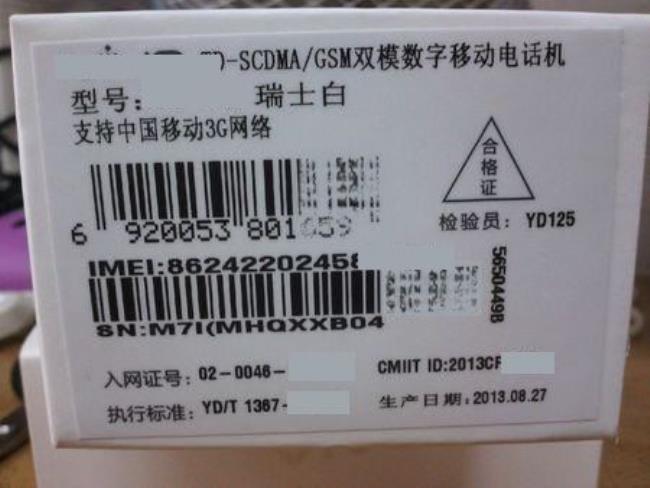 TD-SCDMA/GSM双模数字移动电话机
型号： 瑞士白
支持中国移动3G网络
合格证
检验员： YD125
6 920053 801
IMEI:86242202458
5650449B
SN:M7I(MHQXXB04
入网证号：02-0046-
CMIIT ID:2013CP
执行标准：YD/T 1367-
生产日期:2013.08.27